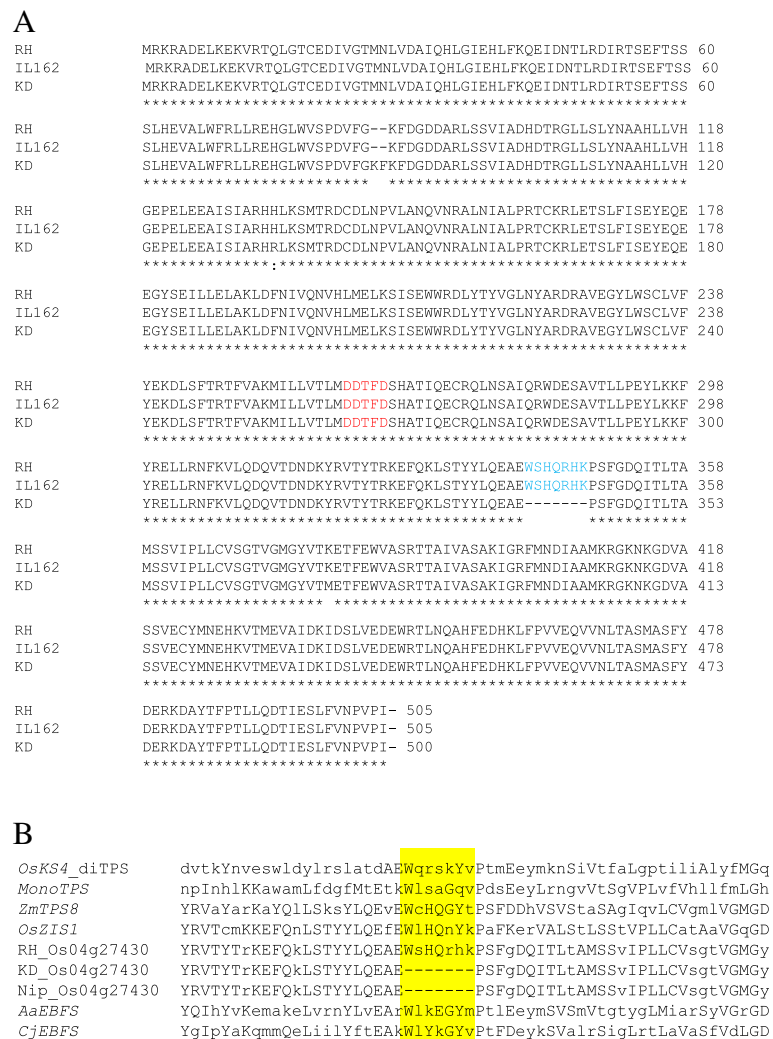 A
RH MRKRADELKEKVRTQLGTCEDIVGTMNLVDAIQHLGIEHLFKQEIDNTLRDIRTSEFTSS 60
IL162 MRKRADELKEKVRTQLGTCEDIVGTMNLVDAIQHLGIEHLFKQEIDNTLRDIRTSEFTSS 60
KD MRKRADELKEKVRTQLGTCEDIVGTMNLVDAIQHLGIEHLFKQEIDNTLRDIRTSEFTSS 60
************************************************************
RH SLHEVALWFRLLREHGLWVSPDVFG--KFDGDDARLSSVIADHDTRGLLSLYNAAHLLVH 118
IL162 SLHEVALWFRLLREHGLWVSPDVFG--KFDGDDARLSSVIADHDTRGLLSLYNAAHLLVH 118
KD SLHEVALWFRLLREHGLWVSPDVFGKFKFDGDDARLSSVIADHDTRGLLSLYNAAHLLVH 120
************************* *********************************
RH GEPELEEAISIARHHLKSMTRDCDLNPVLANQVNRALNIALPRTCKRLETSLFISEYEQE 178
IL162 GEPELEEAISIARHHLKSMTRDCDLNPVLANQVNRALNIALPRTCKRLETSLFISEYEQE 178
KD GEPELEEAISIARHRLKSMTRDCDLNPVLANQVNRALNIALPRTCKRLETSLFISEYEQE 180
**************:*********************************************
RH EGYSEILLELAKLDFNIVQNVHLMELKSISEWWRDLYTYVGLNYARDRAVEGYLWSCLVF 238
IL162 EGYSEILLELAKLDFNIVQNVHLMELKSISEWWRDLYTYVGLNYARDRAVEGYLWSCLVF 238
KD EGYSEILLELAKLDFNIVQNVHLMELKSISEWWRDLYTYVGLNYARDRAVEGYLWSCLVF 240
************************************************************
RH YEKDLSFTRTFVAKMILLVTLMDDTFDSHATIQECRQLNSAIQRWDESAVTLLPEYLKKF 298
IL162 YEKDLSFTRTFVAKMILLVTLMDDTFDSHATIQECRQLNSAIQRWDESAVTLLPEYLKKF 298
KD YEKDLSFTRTFVAKMILLVTLMDDTFDSHATIQECRQLNSAIQRWDESAVTLLPEYLKKF 300
************************************************************
RH YRELLRNFKVLQDQVTDNDKYRVTYTRKEFQKLSTYYLQEAEWSHQRHKPSFGDQITLTA 358
IL162 YRELLRNFKVLQDQVTDNDKYRVTYTRKEFQKLSTYYLQEAEWSHQRHKPSFGDQITLTA 358
KD YRELLRNFKVLQDQVTDNDKYRVTYTRKEFQKLSTYYLQEAE-------PSFGDQITLTA 353
****************************************** ***********
RH MSSVIPLLCVSGTVGMGYVTKETFEWVASRTTAIVASAKIGRFMNDIAAMKRGKNKGDVA 418
IL162 MSSVIPLLCVSGTVGMGYVTKETFEWVASRTTAIVASAKIGRFMNDIAAMKRGKNKGDVA 418
KD MSSVIPLLCVSGTVGMGYVTMETFEWVASRTTAIVASAKIGRFMNDIAAMKRGKNKGDVA 413
******************** ***************************************
RH SSVECYMNEHKVTMEVAIDKIDSLVEDEWRTLNQAHFEDHKLFPVVEQVVNLTASMASFY 478
IL162 SSVECYMNEHKVTMEVAIDKIDSLVEDEWRTLNQAHFEDHKLFPVVEQVVNLTASMASFY 478
KD SSVECYMNEHKVTMEVAIDKIDSLVEDEWRTLNQAHFEDHKLFPVVEQVVNLTASMASFY 473
************************************************************
RH DERKDAYTFPTLLQDTIESLFVNPVPI- 505
IL162 DERKDAYTFPTLLQDTIESLFVNPVPI- 505
KD DERKDAYTFPTLLQDTIESLFVNPVPI- 500
***************************
B
OsKS4_diTPS dvtkYnveswldylrslatdAEWqrskYvPtmEeymknSiVtfaLgptiliAlyfMGq
MonoTPS npInhlKKawamLfdgfMtEtkWlsaGqvPdsEeyLrngvVtsGVPLvfVhllfmLGh
ZmTPS8 YRVaYarKaYQlLSksYLQEvEWcHQGYtPSFDDhVSVStaSAgIqvLCVgmlVGMGD
OsZIS1 YRVTcmKKEFQnLSTYYLQEfEWlHQnYkPaFKerVALStLSStVPLLCatAaVGqGD
RH_Os04g27430 YRVTYTrKEFQkLSTYYLQEAEWsHQrhkPSFgDQITLtAMSSvIPLLCVsgtVGMGy
KD_Os04g27430 YRVTYTrKEFQkLSTYYLQEAE-------PSFgDQITLtAMSSvIPLLCVsgtVGMGy
Nip_Os04g27430 YRVTYTrKEFQkLSTYYLQEAE-------PSFgDQITLtAMSSvIPLLCVsgtVGMGy
AaEBFS YQIhYvKemakeLvrnYLvEArWlkEGYmPtlEeymSVSmVtgtygLMiarSyVGrGD
CjEBFS YgIpYaKqmmQeLiilYftEAkWlYkGYvPtFDeykSVAlrSigLrtLaVaSfVdLGD